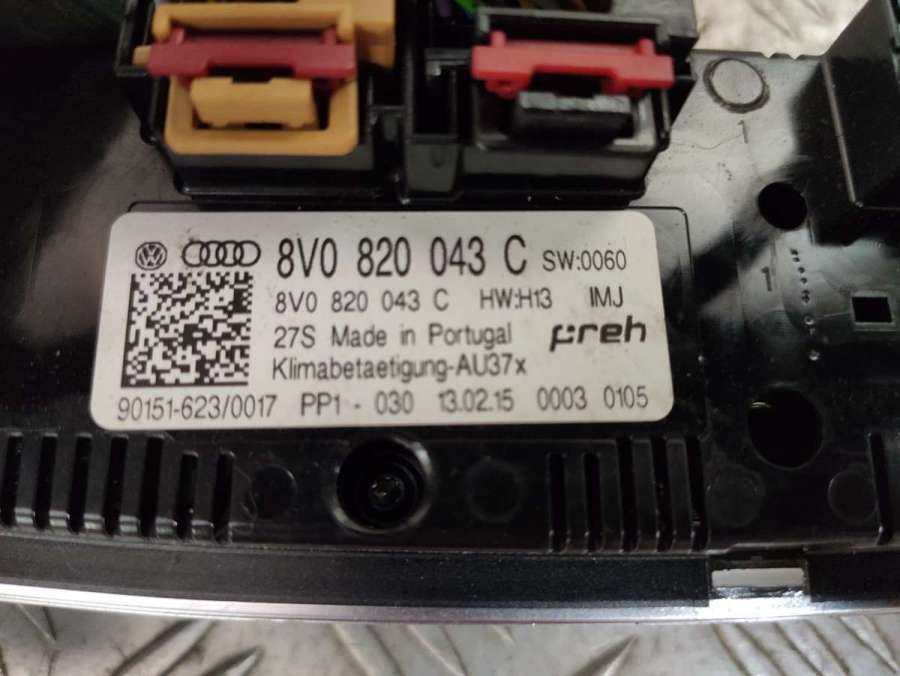 8V0 820 043 C SW:0060
8V0 820 043 C HW:H13 IMJ
27S Made in Portugal preh
Klimabetaetigung-AU37x
90151-623/0017 PP1 - 030 13.02.15 0003 0105
1
1